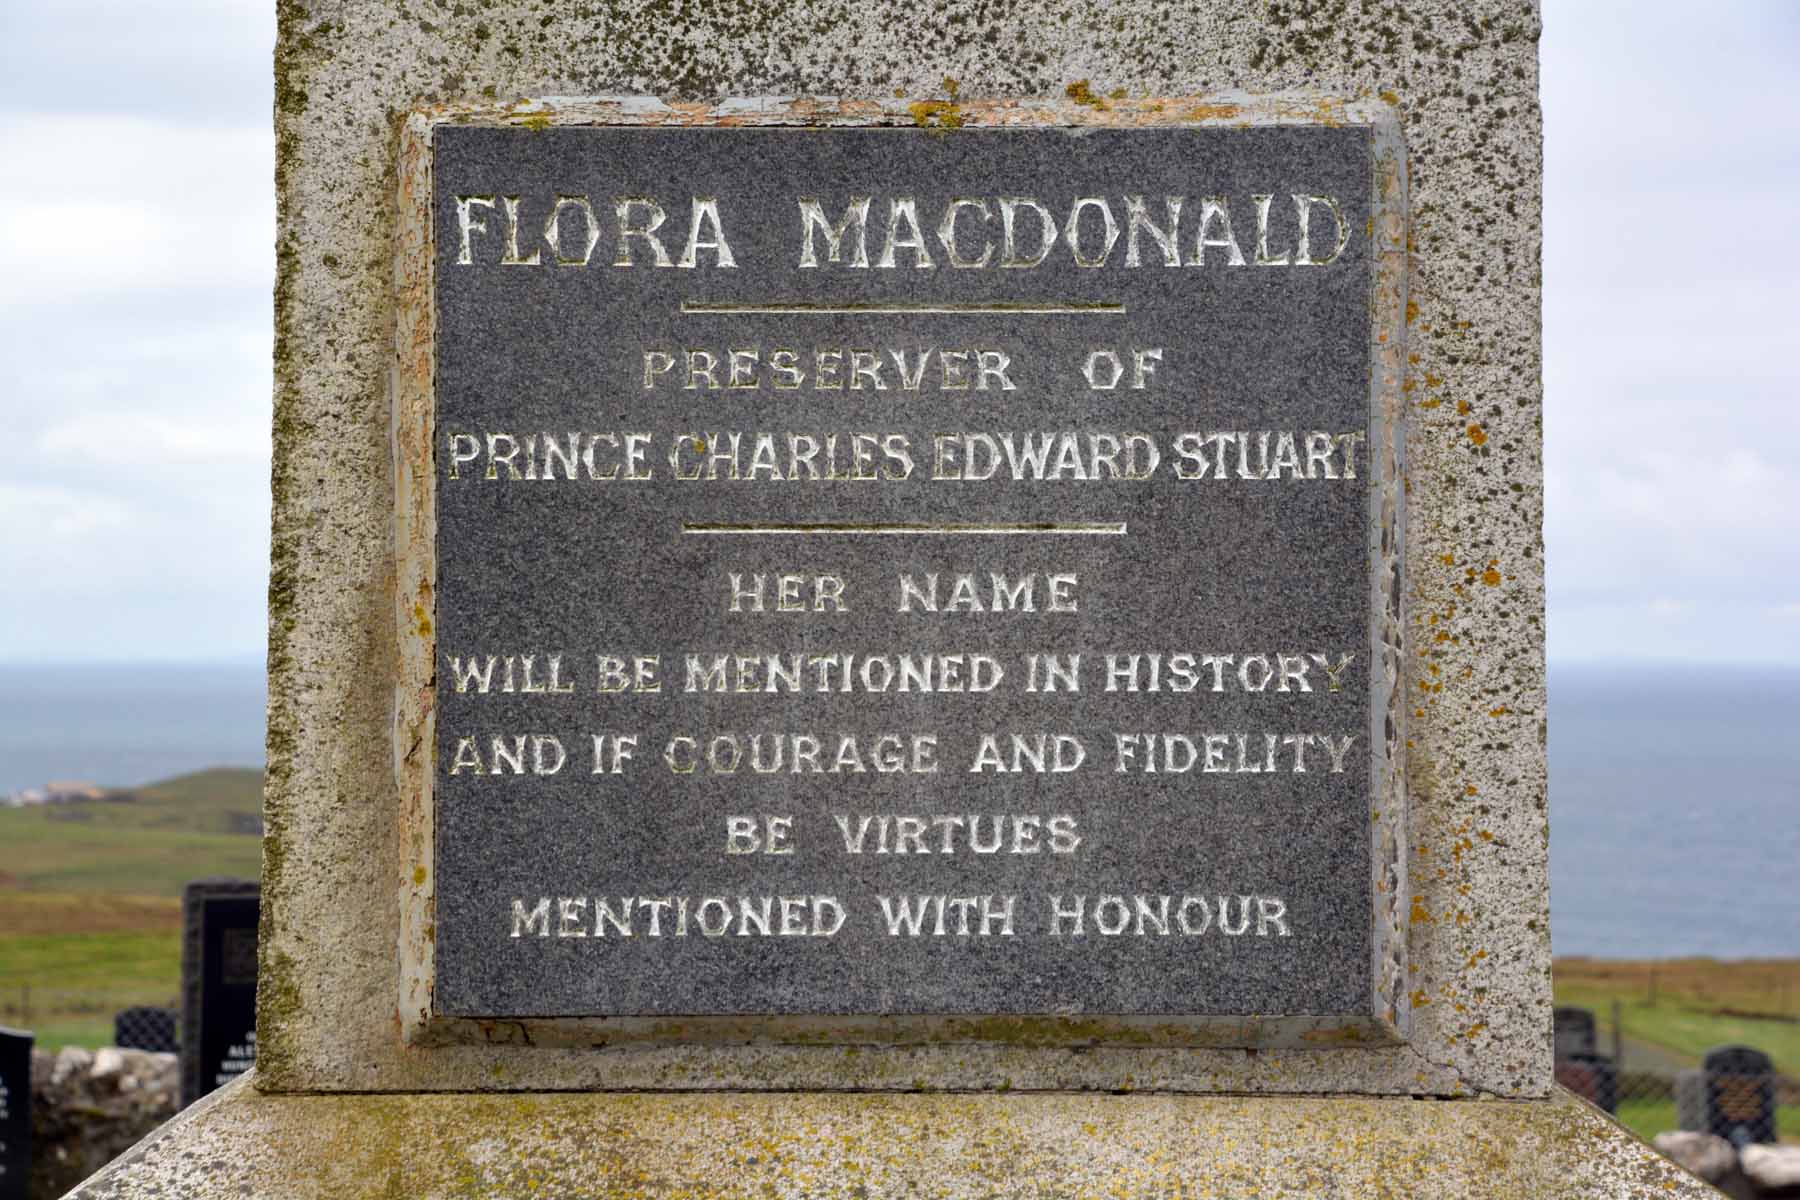 FLORA MACDONALD
PRESERVER OF
PRINCE CHARLES EDWARD STUART
HER NAME
WILL BE MENTIONED IN HISTORY
AND IF COURAGE AND FIDELITY
BE VIRTUES
MENTIONED WITH HONOUR